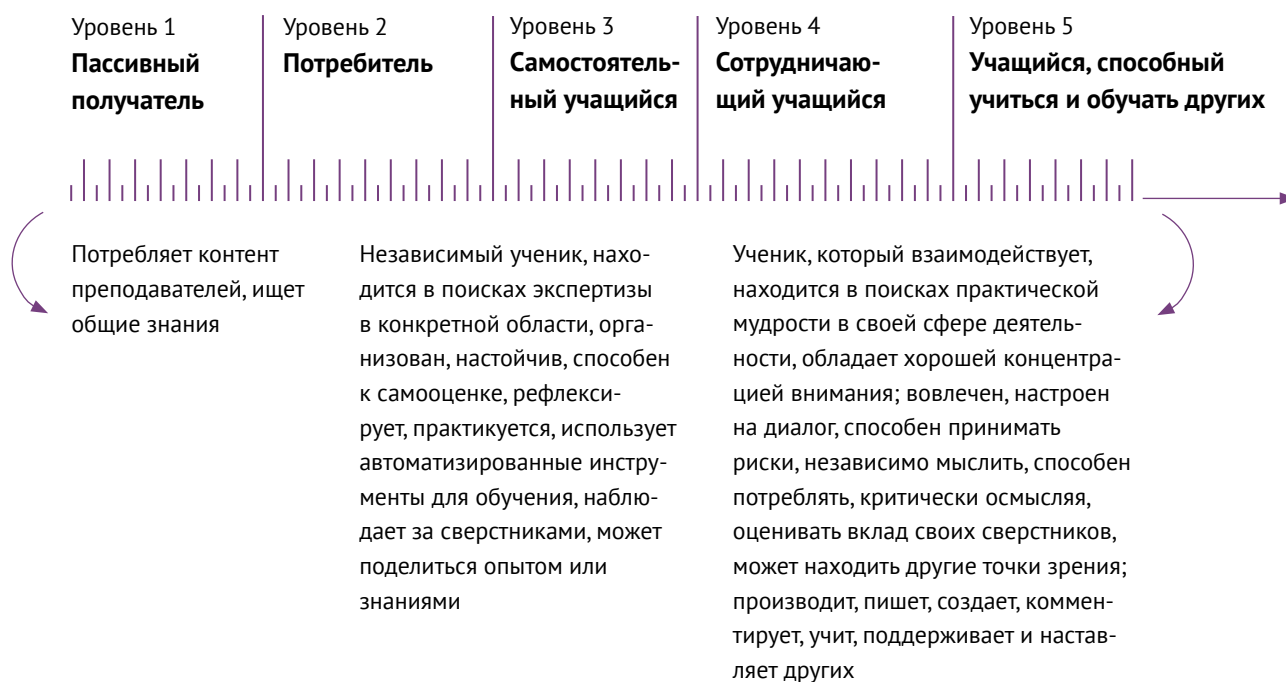 Уровень 1
Пассивный
получатель
Уровень 2
Потребитель
Уровень 3
Самостоятель-
ный учащийся
Уровень 4
Сотрудничаю-
щий учащийся
Уровень 5
Учащийся, способный
учиться и обучать других
Потребляет контент
преподавателей, ищет
общие знания
Независимый ученик, нахо-
дится в поисках экспертизы
в конкретной области, орга-
низован, настойчив, способен
к самооценке, рефлекси-
рует, практикуется, использует
автоматизированные инстру-
менты для обучения, наблю-
дает за сверстниками, может
поделиться опытом или
знаниями
Ученик, который взаимодействует,
находится в поисках практической
мудрости в своей сфере деятель-
ности, обладает хорошей концентра-
цией внимания; вовлечен, настроен
на диалог, способен принимать
риски, независимо мыслить, способен
потреблять, критически осмысляя,
оценивать вклад своих сверстников,
может находить другие точки зрения;
производит, пишет, создает, коммен-
тирует, учит, поддерживает и настав-
ляет других